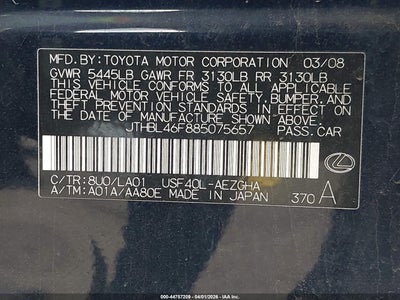 MFD.BY: TOYOTA MOTOR CORPORATION 03/08
GVWR 5445LB GAWR FR 3130LB RR 3130LB
THIS VEHICLE CONFORMS TO ALL APPLICABLE
FEDERAL MOTOR VEHICLE SAFETY, BUMPER, AND
THEFT PREVENTION STANDARDS IN EFFECT ON
THE DATE OF MANUFACTURE SHOWN ABOVE.
JTHBL46F885075657 PASS.CAR
C/TR: 8U0/LA01 USF40L-AEZGHA
A/TM: A01A/AA80E MADE IN JAPAN 370 A
000-44757209 - 04/01/2026 - IAA Inc.